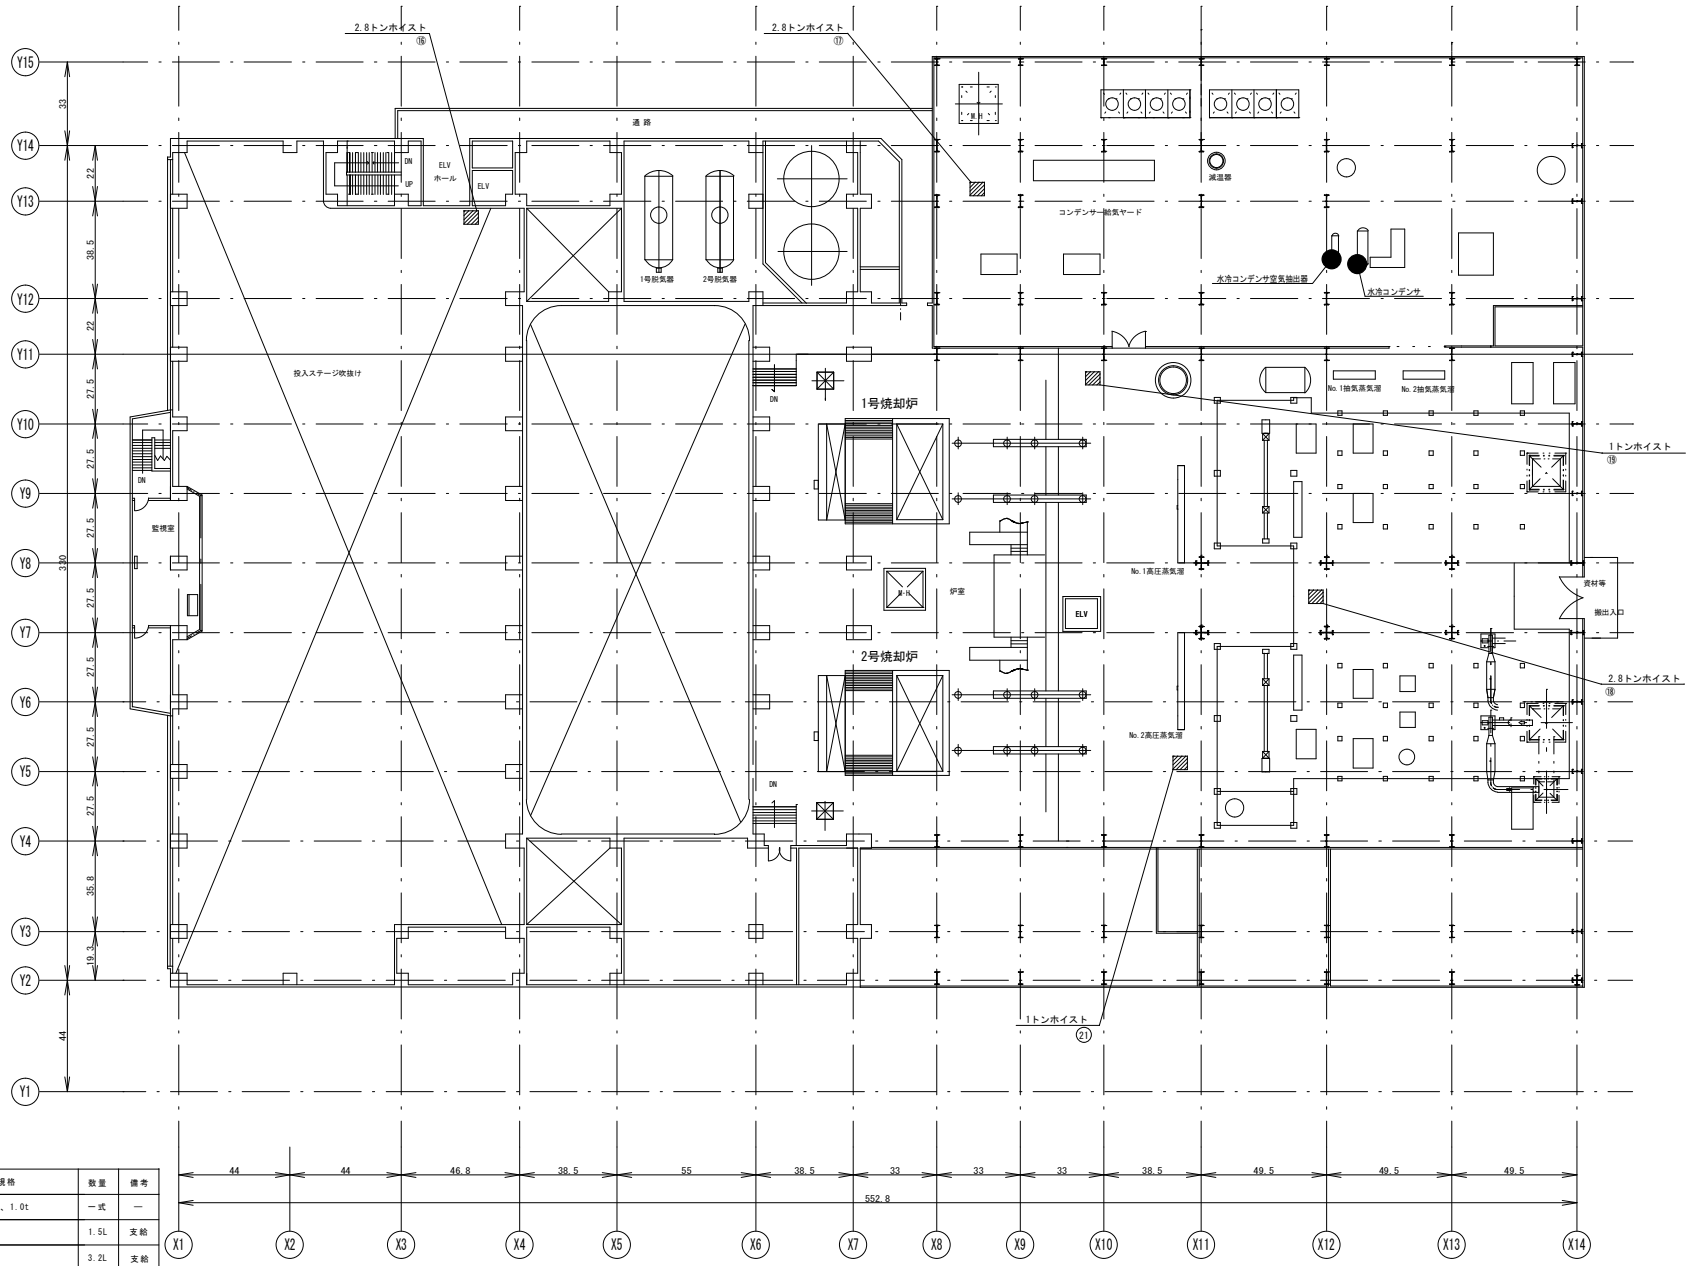 2.8トンホイスト
⑯
2.8トンホイスト
⑰
Y15
33
通路
M.H
Y14
DN
UP
ELV
ホール
ELV
減温器
22
Y13
コンデンサー給気ヤード
38.5
1号脱気器
2号脱気器
水冷コンデンサ空気抽出器
水冷コンデンサ
Y12
22
Y11
投入ステージ吹抜け
27.5
DN
No.1抽気蒸気溜
No.2抽気蒸気溜
1号焼却炉
Y10
1トンホイスト
⑲
27.5
DN
Y9
監視室
27.5
Y8
330
No.1高圧蒸気溜
資材等
搬出入口
M.H
炉室
ELV
27.5
Y7
2号焼却炉
27.5
2.8トンホイスト
⑱
Y6
No.2高圧蒸気溜
27.5
Y5
DN
27.5
Y4
35.8
Y3
19.3
Y2
1トンホイスト
㉑
44
Y1
44
44
46.8
38.5
55
38.5
33
33
33
38.5
49.5
49.5
49.5
552.8
規格
数量
備考
、1.0t
一式
―
1.5L
支給
3.2L
支給
X1
X2
X3
X4
X5
X6
X7
X8
X9
X10
X11
X12
X13
X14